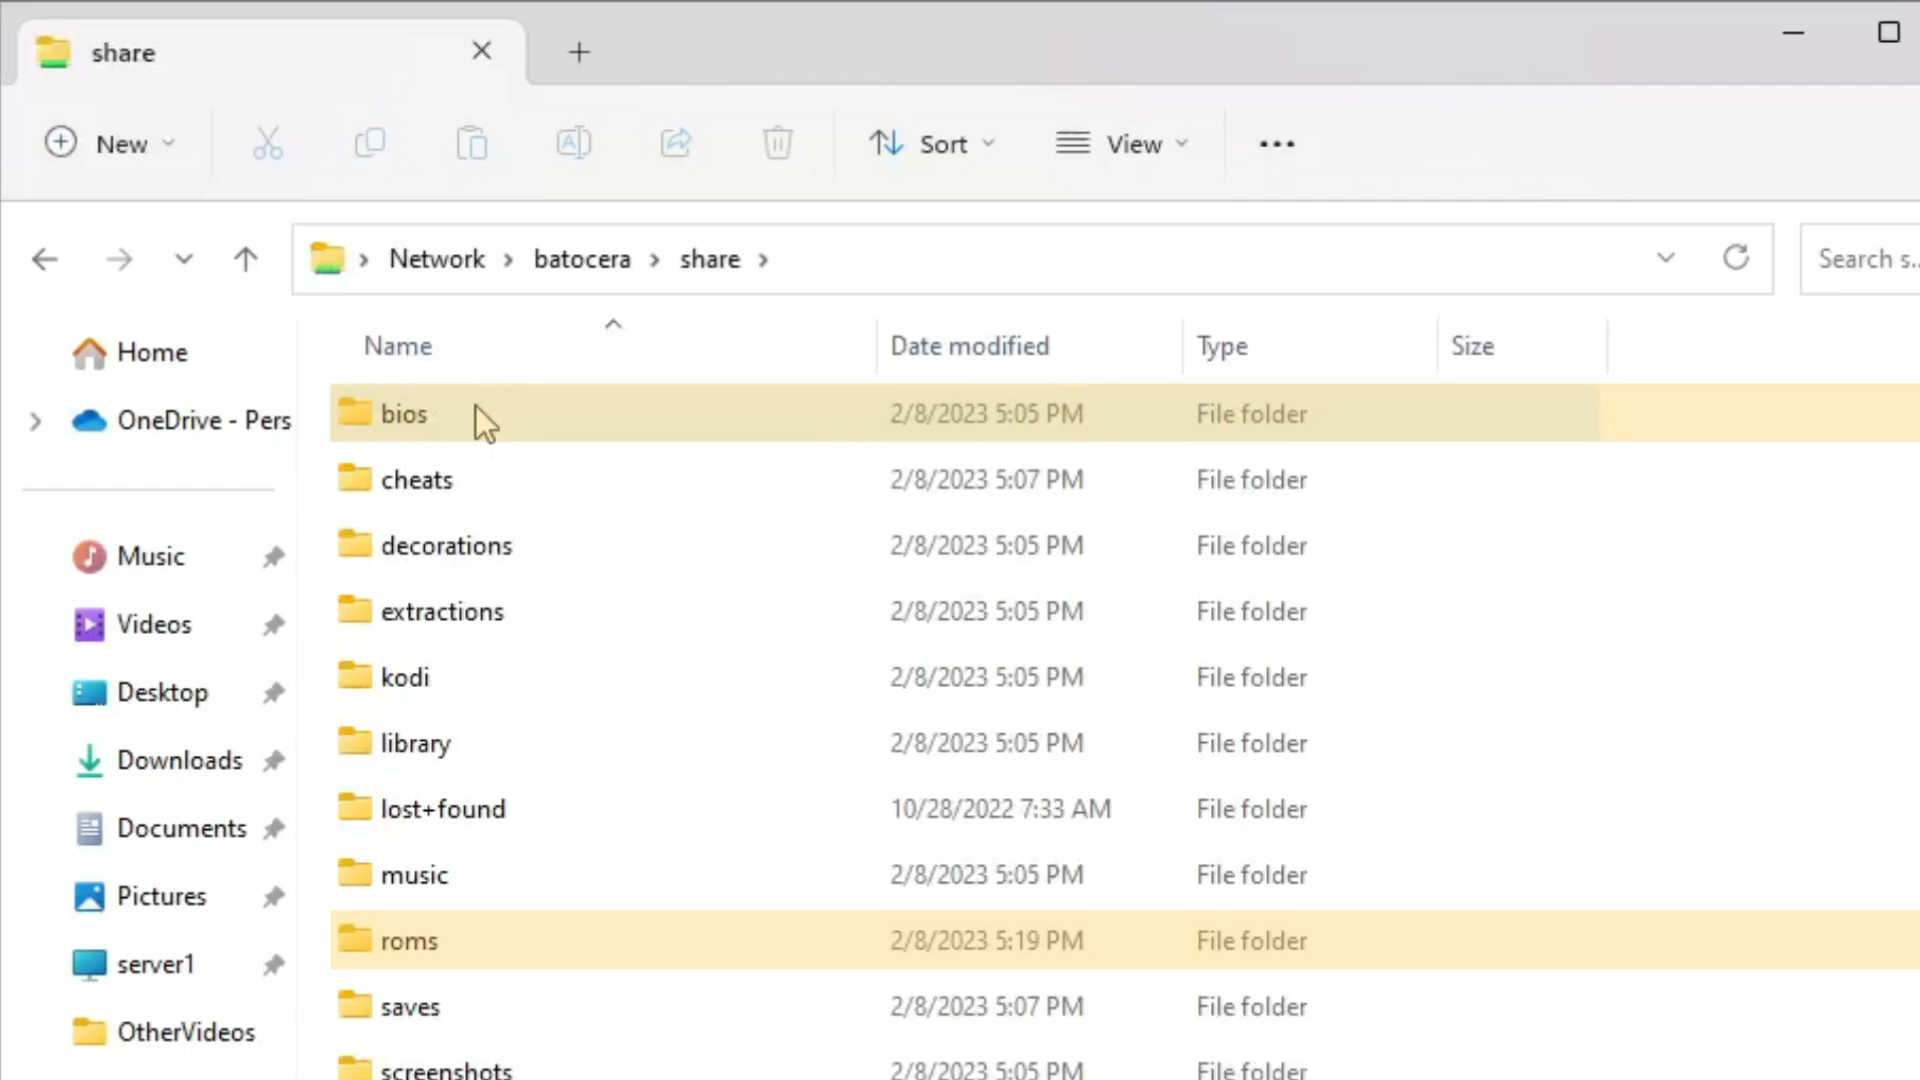 share
New
Sort
View
Network > batocera > share >
Search s...
Name
Date modified
Type
Size
Home
OneDrive - Pers
Music
Videos
Desktop
Downloads
Documents
Pictures
server1
OtherVideos
bios 2/8/2023 5:05 PM File folder
cheats 2/8/2023 5:07 PM File folder
decorations 2/8/2023 5:05 PM File folder
extractions 2/8/2023 5:05 PM File folder
kodi 2/8/2023 5:05 PM File folder
library 2/8/2023 5:05 PM File folder
lost+found 10/28/2022 7:33 AM File folder
music 2/8/2023 5:05 PM File folder
roms 2/8/2023 5:19 PM File folder
saves 2/8/2023 5:07 PM File folder
screenshots 2/8/2023 5:05 PM File folder